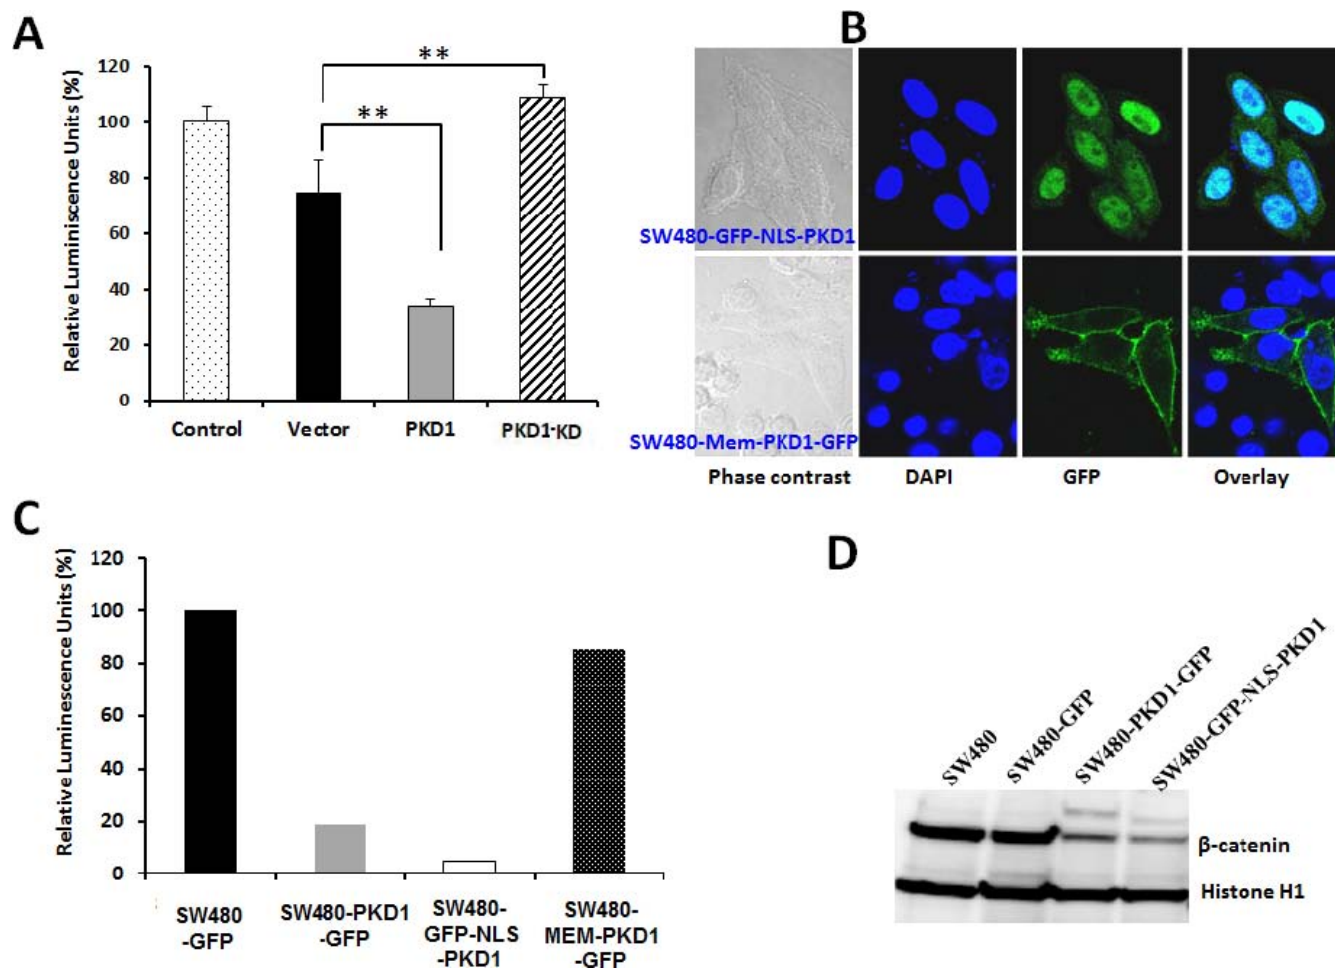 A
Relative Luminiscence Units (%)
120
100
80
60
40
20
0
**
**
Control
Vector
PKD1
PKD1-KD
B
SW480-GFP-NLS-PKD1
SW480-Mem-PKD1-GFP
Phase contrast
DAPI
GFP
Overlay
C
Relative Luminescence Units (%)
120
100
80
60
40
20
0
SW480
-GFP
SW480-PKD1
-GFP
SW480-
GFP-NLS
-PKD1
SW480-
MEM-PKD1
-GFP
D
SW480
SW480-GFP
SW480-PKD1-GFP
SW480-GFP-NLS-PKD1
β-catenin
Histone H1